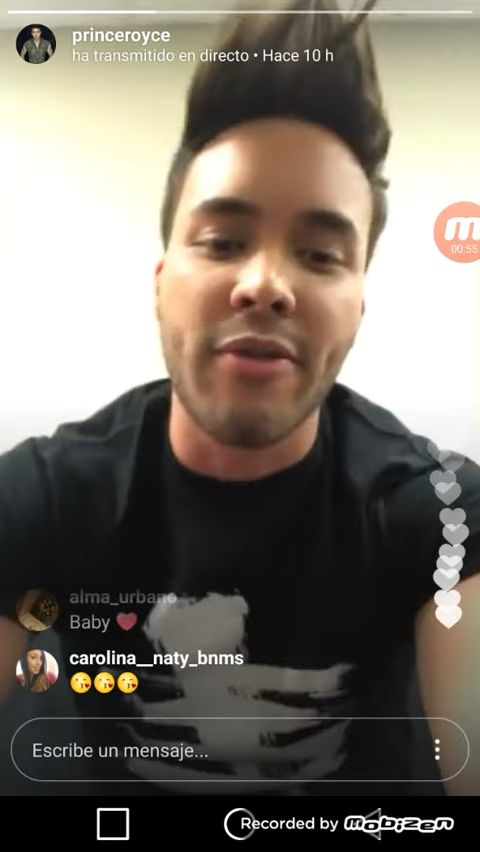 princeroyce
ha transmitido en directo • Hace 10 h
00:55
alma_urbano
Baby ❤️
carolina__naty_bnms
😘😘😘
Escribe un mensaje...
Recorded by Mobizen